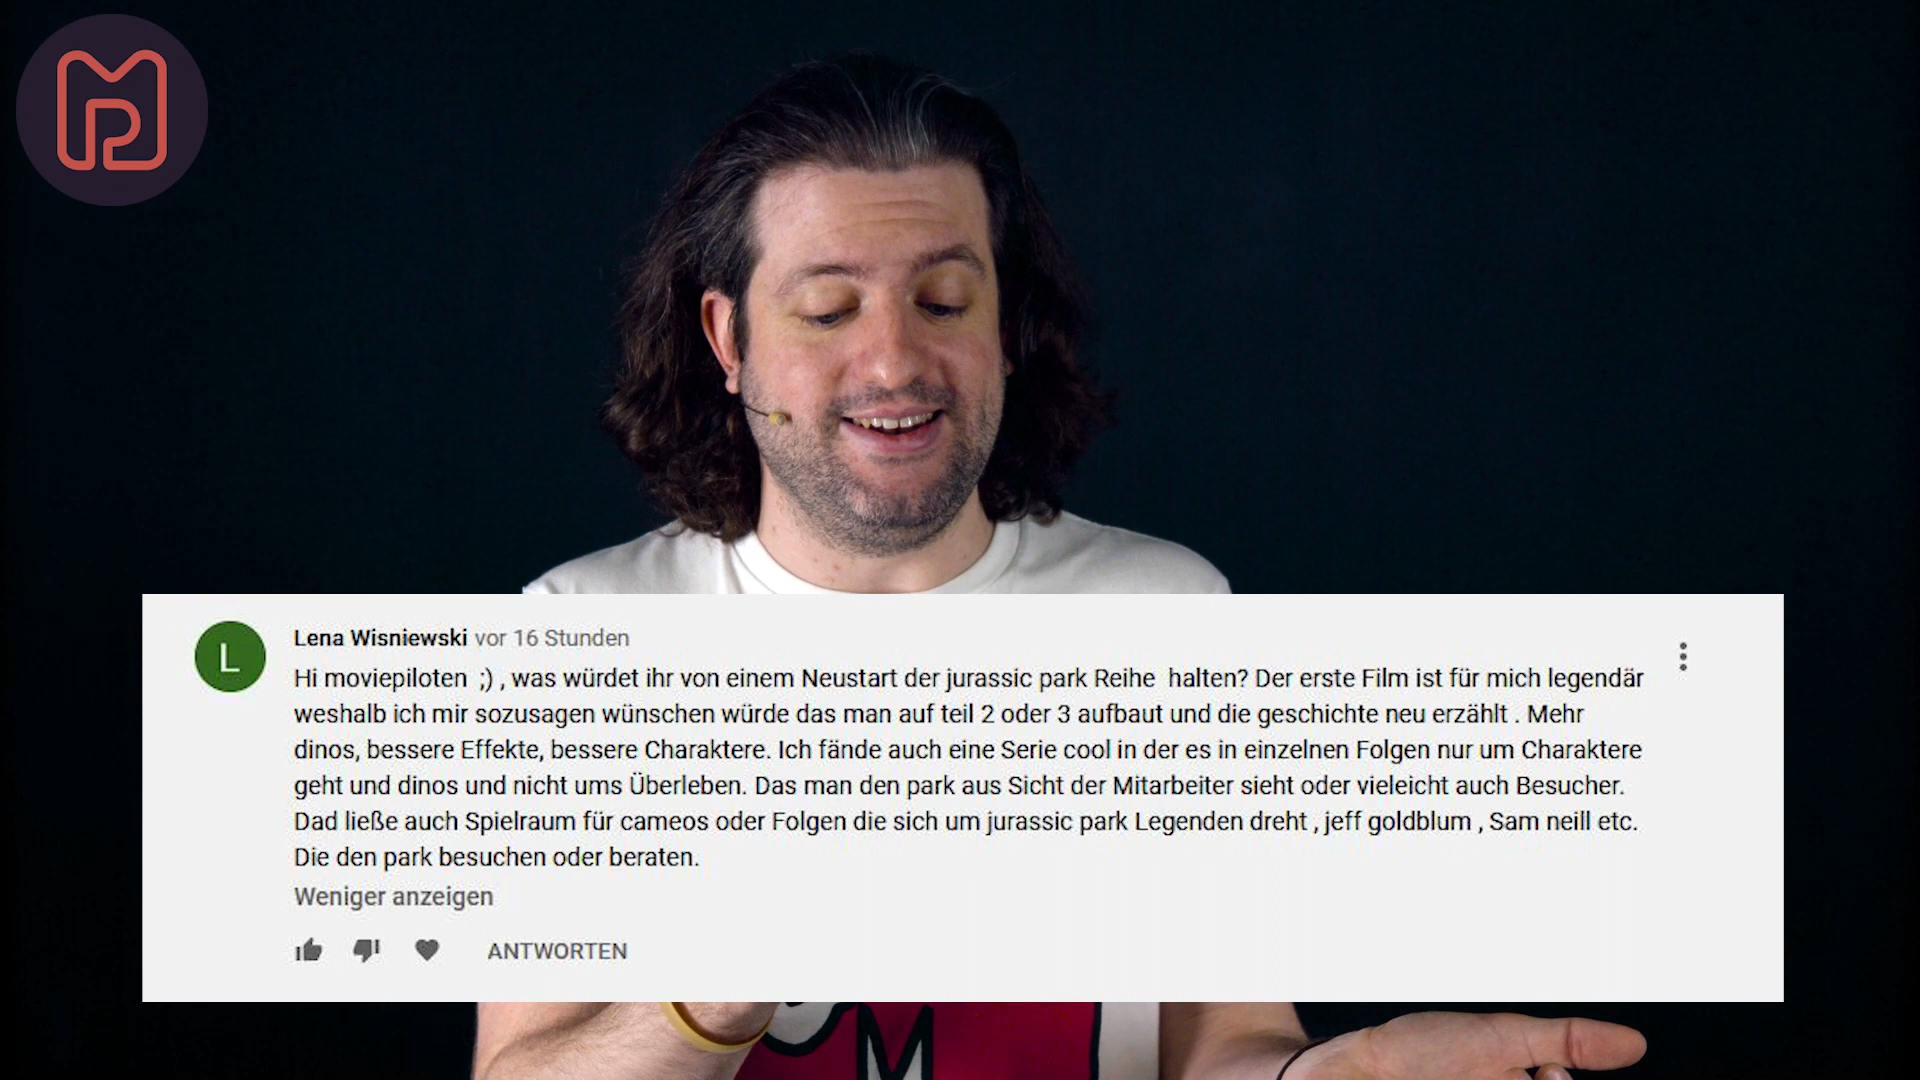 MP
Lena Wisniewski vor 16 Stunden
Hi moviepiloten ;) , was würdet ihr von einem Neustart der jurassic park Reihe halten? Der erste Film ist für mich legendär
weshalb ich mir sozusagen wünschen würde das man auf teil 2 oder 3 aufbaut und die geschichte neu erzählt . Mehr
dinos, bessere Effekte, bessere Charaktere. Ich fände auch eine Serie cool in der es in einzelnen Folgen nur um Charaktere
geht und dinos und nicht ums Überleben. Das man den park aus Sicht der Mitarbeiter sieht oder vieleicht auch Besucher.
Dad ließe auch Spielraum für cameos oder Folgen die sich um jurassic park Legenden dreht , jeff goldblum , Sam neill etc.
Die den park besuchen oder beraten.
Weniger anzeigen
ANTWORTEN
L
M